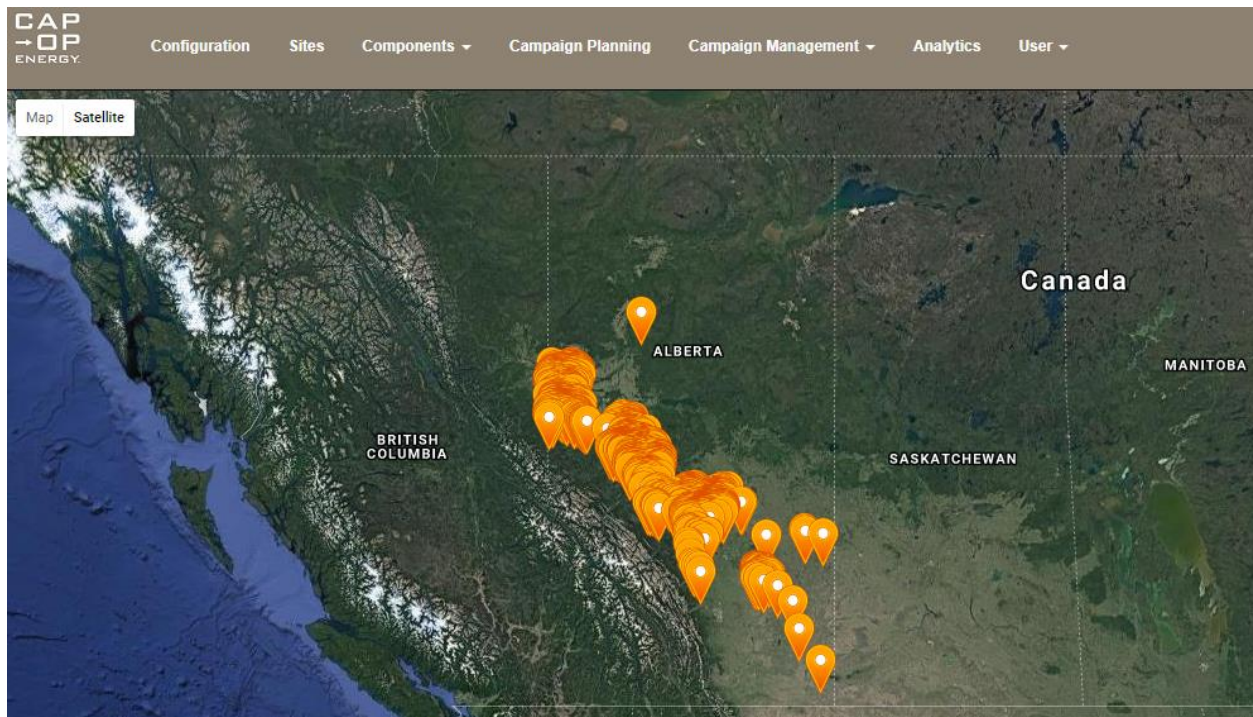 CAP
OP
ENERGY.
Configuration Sites Components Campaign Planning Campaign Management Analytics User
Map Satellite
Canada
ALBERTA
MANITOBA
BRITISH
COLUMBIA
SASKATCHEWAN